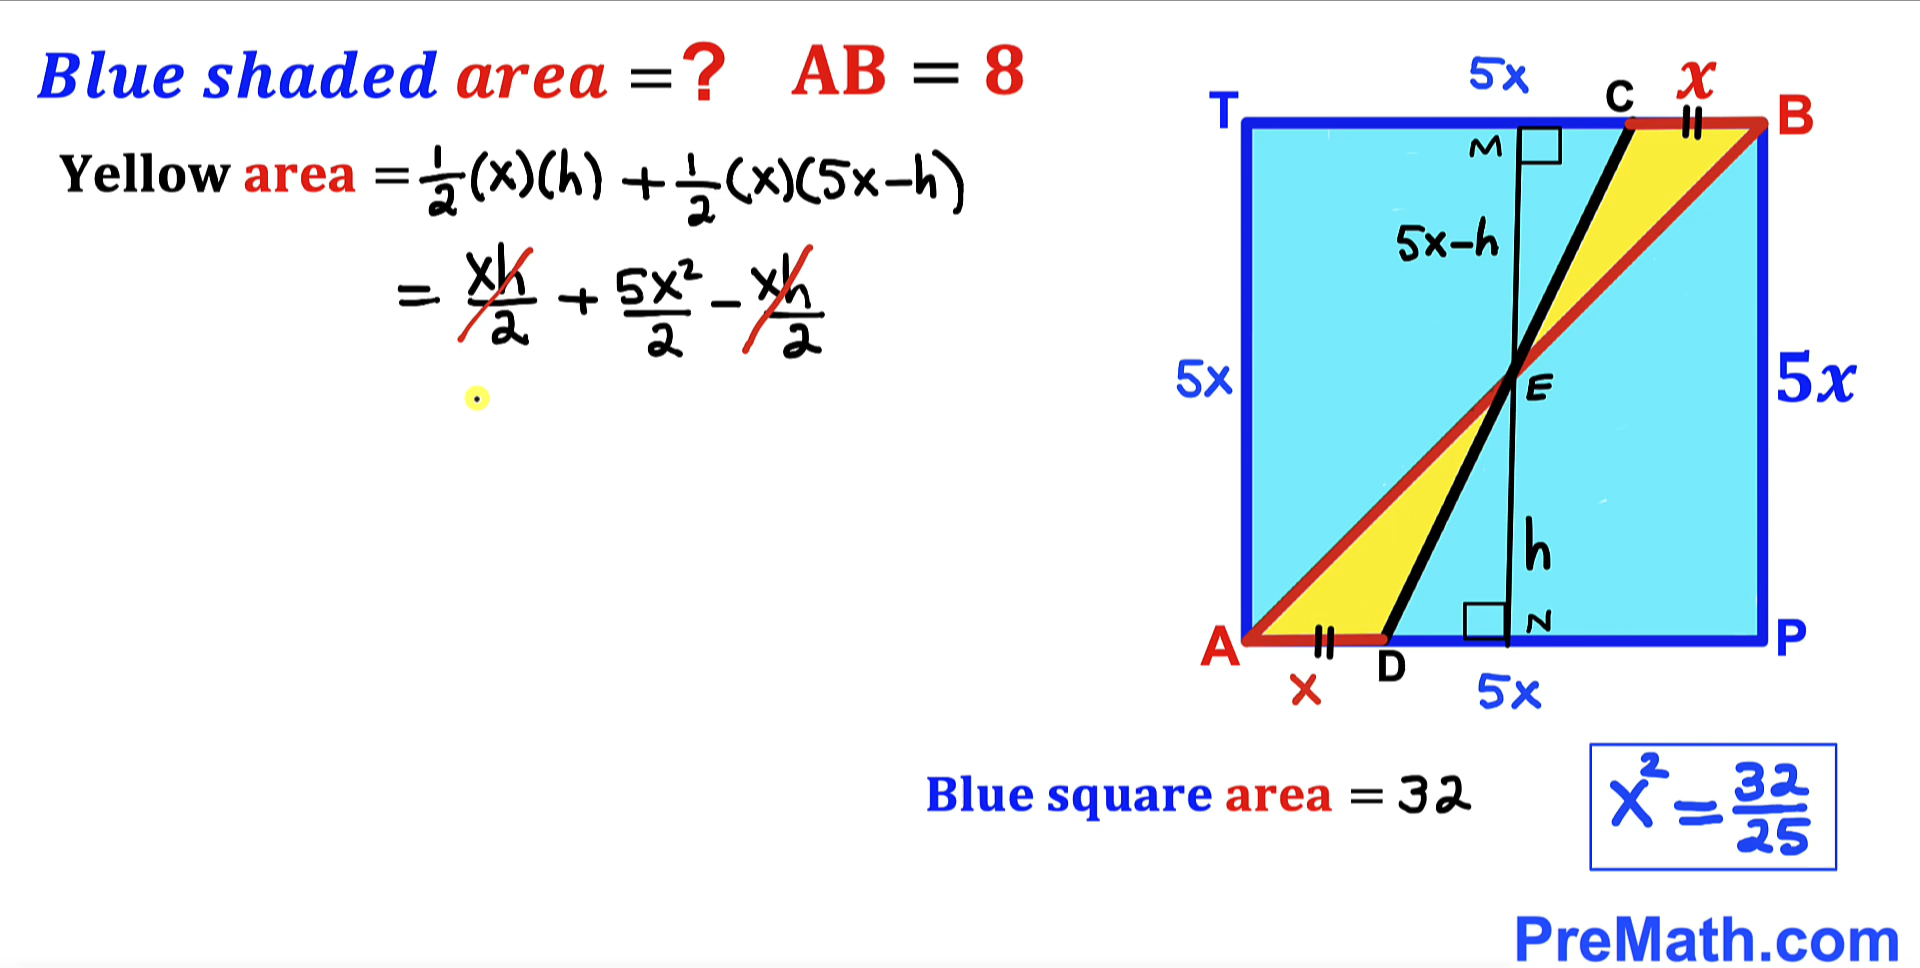 Blue shaded area = ? AB = 8
Yellow area = 1/2 (x)(h) + 1/2 (x)(5x-h)
= xh/2 + 5x²/2 - xh/2
5x C x
T B
M
5x-h
5x E 5x
h
N
A D P
x 5x
Blue square area = 32
x² = 32/25
PreMath.com